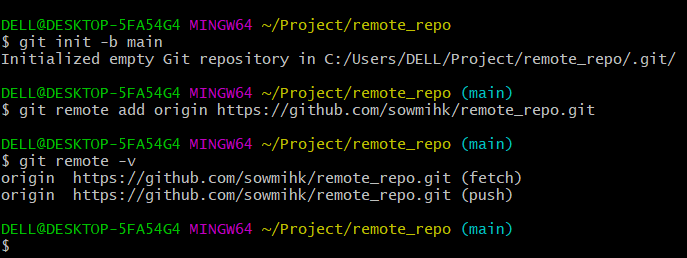 DELL@DESKTOP-5FA54G4 MINGW64 ~/Project/remote_repo
$ git init -b main
Initialized empty Git repository in C:/Users/DELL/Project/remote_repo/.git/
DELL@DESKTOP-5FA54G4 MINGW64 ~/Project/remote_repo (main)
$ git remote add origin https://github.com/sowmihk/remote_repo.git
DELL@DESKTOP-5FA54G4 MINGW64 ~/Project/remote_repo (main)
$ git remote -v
origin  https://github.com/sowmihk/remote_repo.git (fetch)
origin  https://github.com/sowmihk/remote_repo.git (push)
DELL@DESKTOP-5FA54G4 MINGW64 ~/Project/remote_repo (main)
$